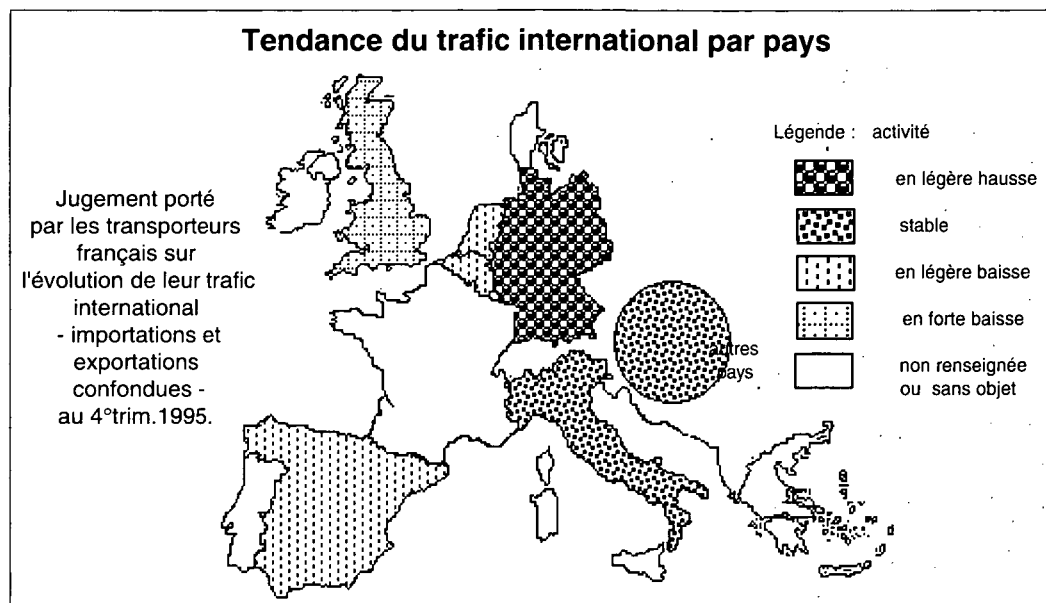 Tendance du trafic international par pays
Jugement porté
par les transporteurs
français sur
l'évolution de leur trafic
international
- importations et
exportations
confondues -
au 4°trim.1995.
Légende : activité
en légère hausse
stable
en légère baisse
en forte baisse
non renseignée
ou sans objet
autres
pays